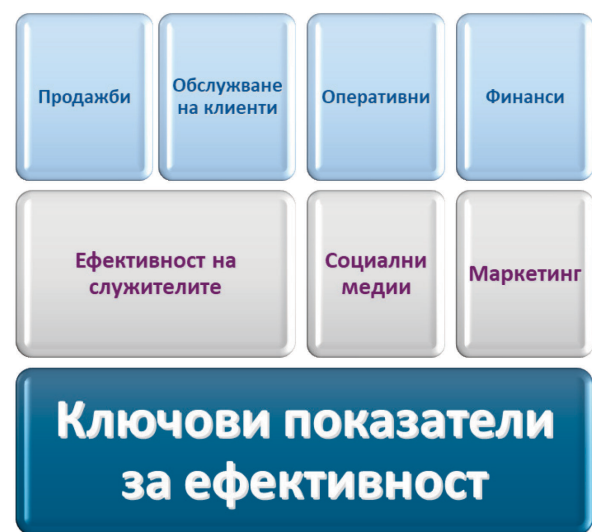 Продажби
Обслужване
на клиенти
Оперативни
Финанси
Ефективност на
служителите
Социални
медии
Маркетинг
Ключови показатели
за ефективност